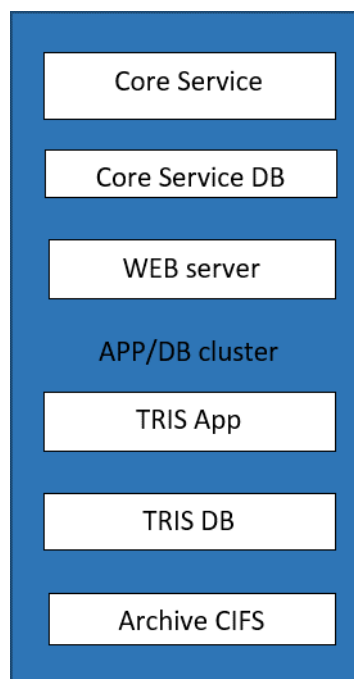 Core Service
Core Service DB
WEB server
APP/DB cluster
TRIS App
TRIS DB
Archive CIFS